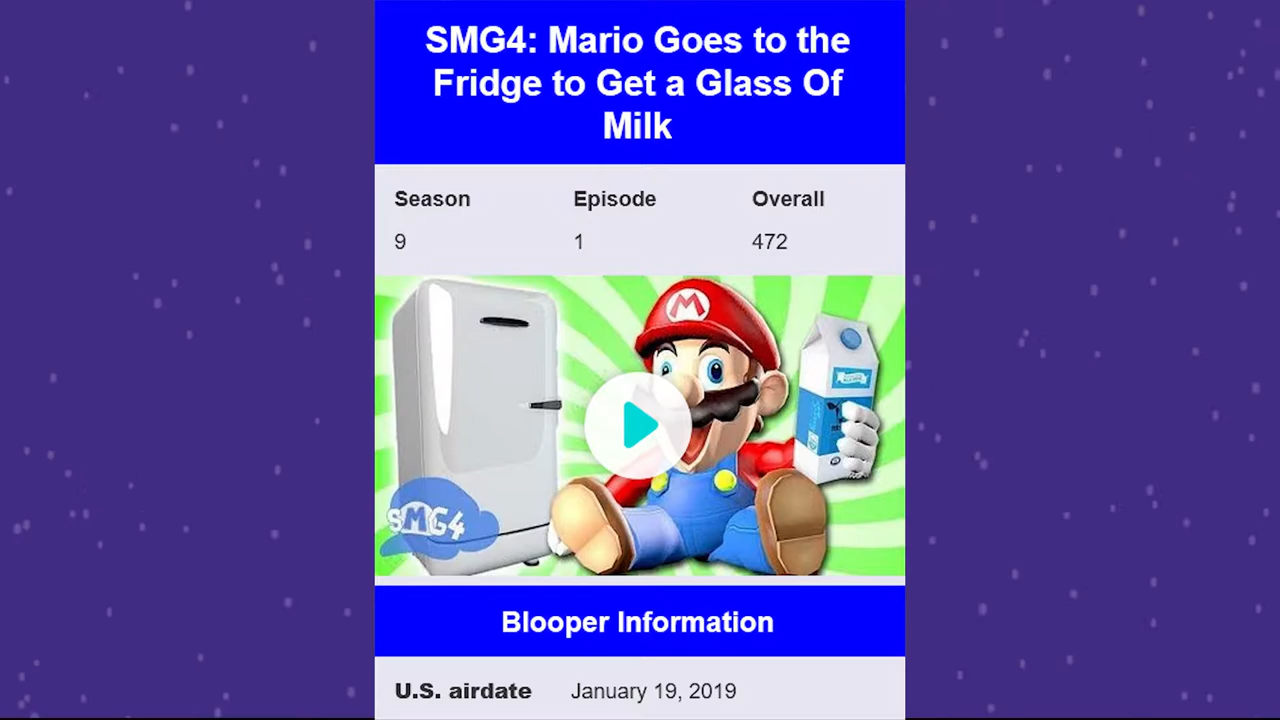 SMG4: Mario Goes to the
Fridge to Get a Glass Of
Milk
Season Episode Overall
9 1 472
M
SMG4
Blooper Information
U.S. airdate January 19, 2019